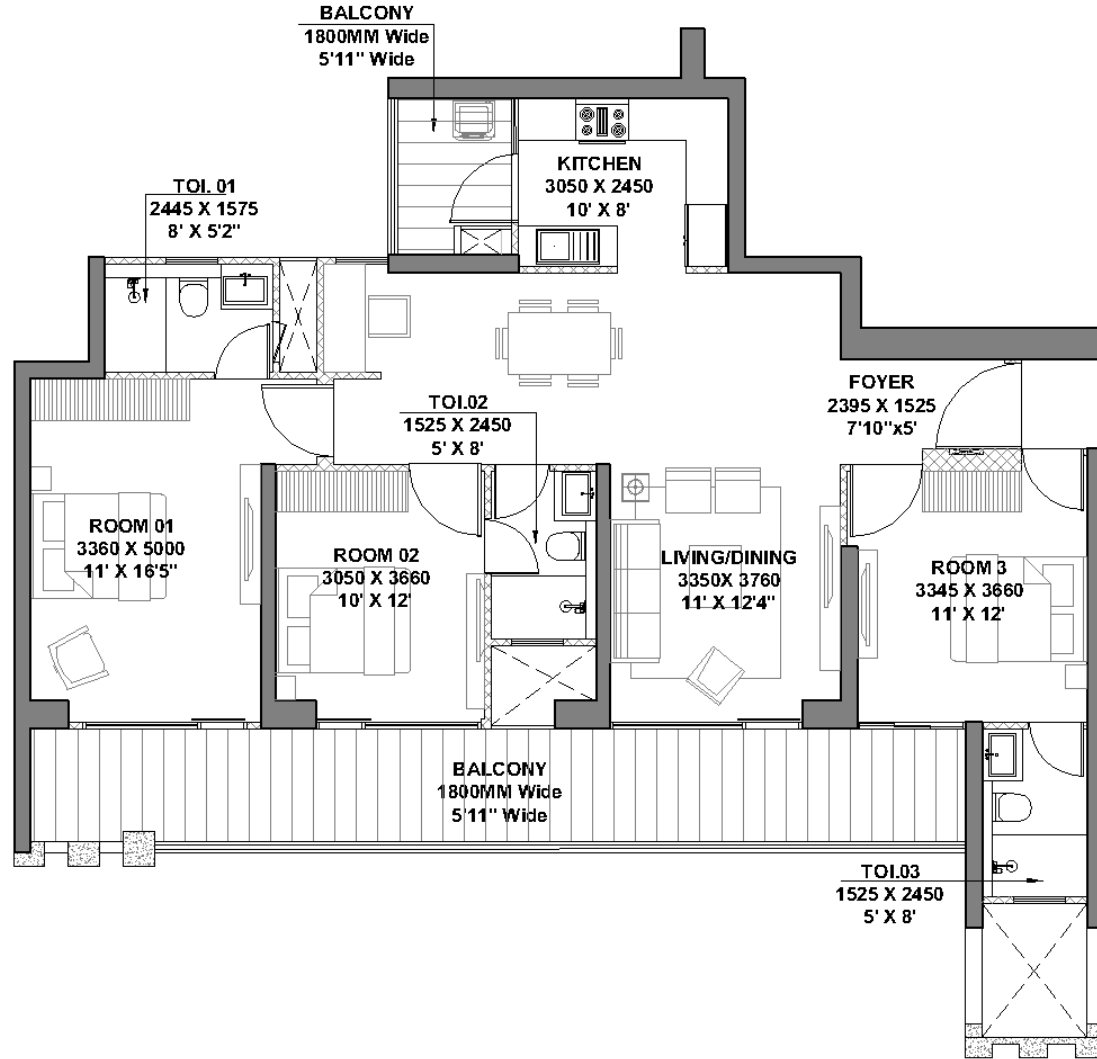 BALCONY
1800MM Wide
5'11" Wide
KITCHEN
3050 X 2450
10' X 8'
TOI. 01
2445 X 1575
8' X 5'2"
FOYER
2395 X 1525
7'10"x5'
TOI.02
1525 X 2450
5' X 8'
ROOM 01
3360 X 5000
11' X 16'5"
ROOM 02
3050 X 3660
10' X 12'
LIVING/DINING
3350X 3760
11' X 12'4"
ROOM 3
3345 X 3660
11' X 12'
BALCONY
1800MM Wide
5'11" Wide
TOI.03
1525 X 2450
5' X 8'